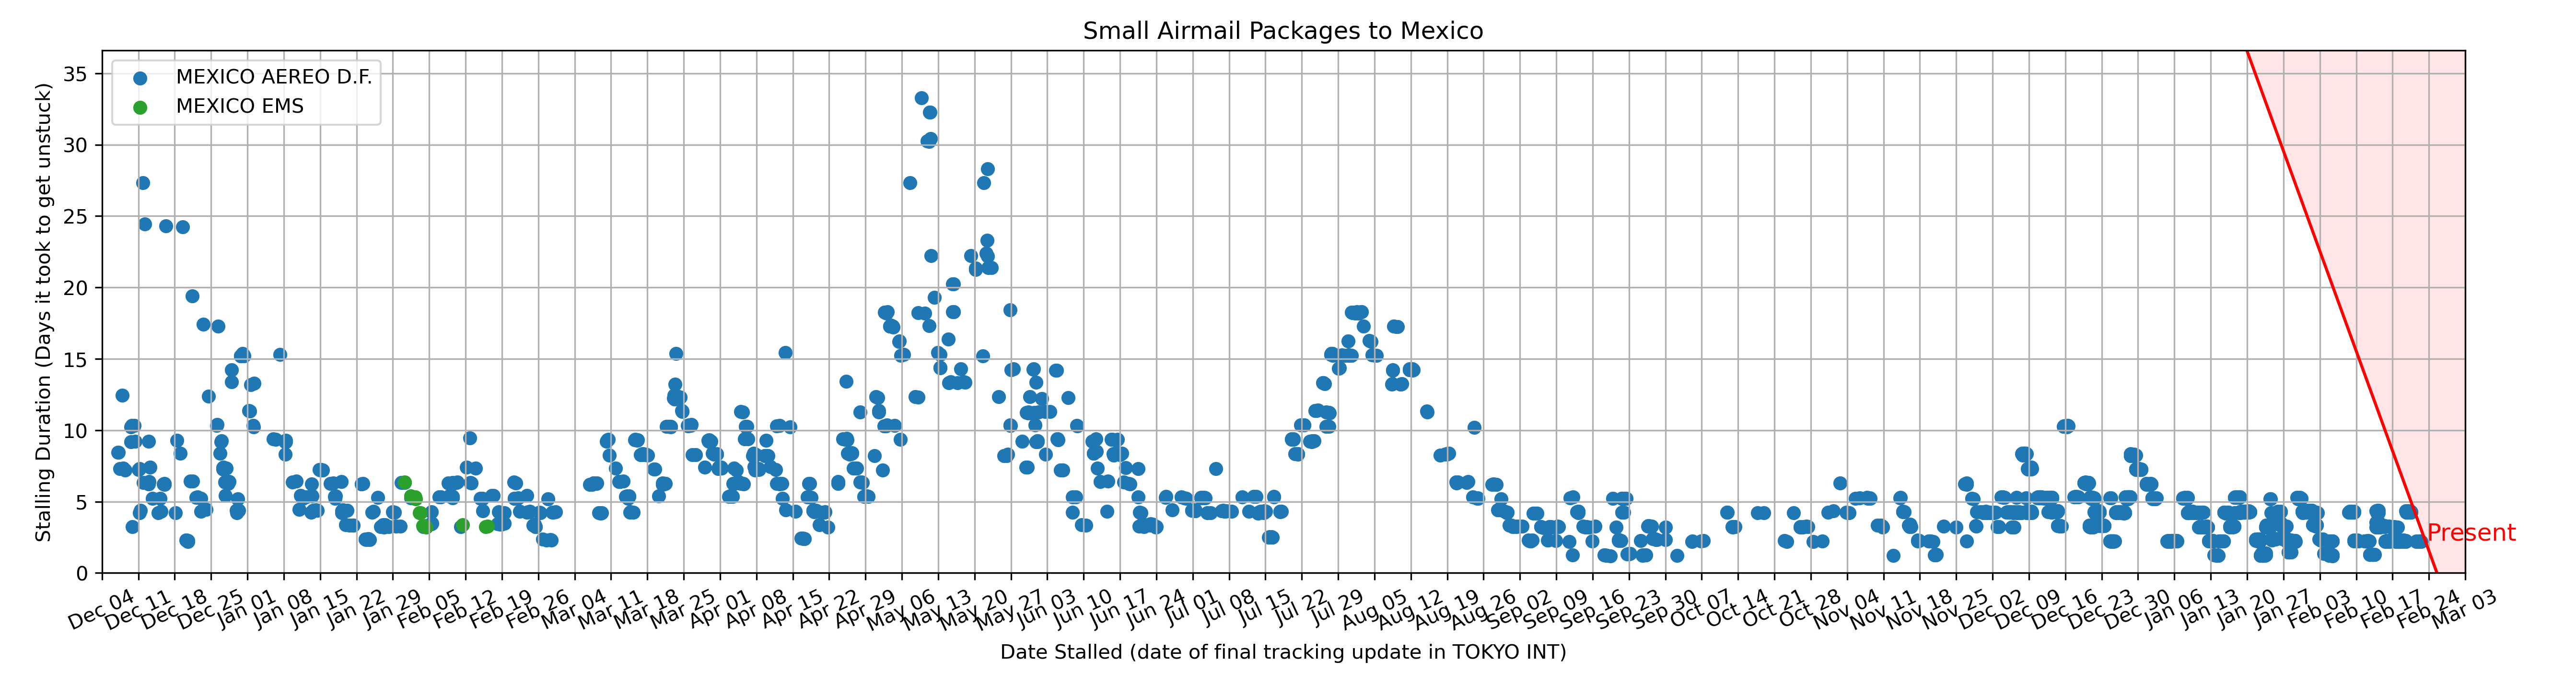 Small Airmail Packages to Mexico
MEXICO AEREO D.F.
MEXICO EMS
Stalling Duration (Days it took to get unstuck)
35
30
25
20
15
10
5
0
Present
Dec 04
Dec 11
Dec 18
Dec 25
Jan 01
Jan 08
Jan 15
Jan 22
Jan 29
Feb 05
Feb 12
Feb 19
Feb 26
Mar 04
Mar 11
Mar 18
Mar 25
Apr 01
Apr 08
Apr 15
Apr 22
Apr 29
May 06
May 13
May 20
May 27
Jun 03
Jun 10
Jun 17
Jun 24
Jul 01
Jul 08
Jul 15
Jul 22
Jul 29
Aug 05
Aug 12
Aug 19
Aug 26
Sep 02
Sep 09
Sep 16
Sep 23
Sep 30
Oct 07
Oct 14
Oct 21
Oct 28
Nov 04
Nov 11
Nov 18
Nov 25
Dec 02
Dec 09
Dec 16
Dec 23
Dec 30
Jan 06
Jan 13
Jan 20
Jan 27
Feb 03
Feb 10
Feb 17
Feb 24
Mar 03
Date Stalled (date of final tracking update in TOKYO INT)